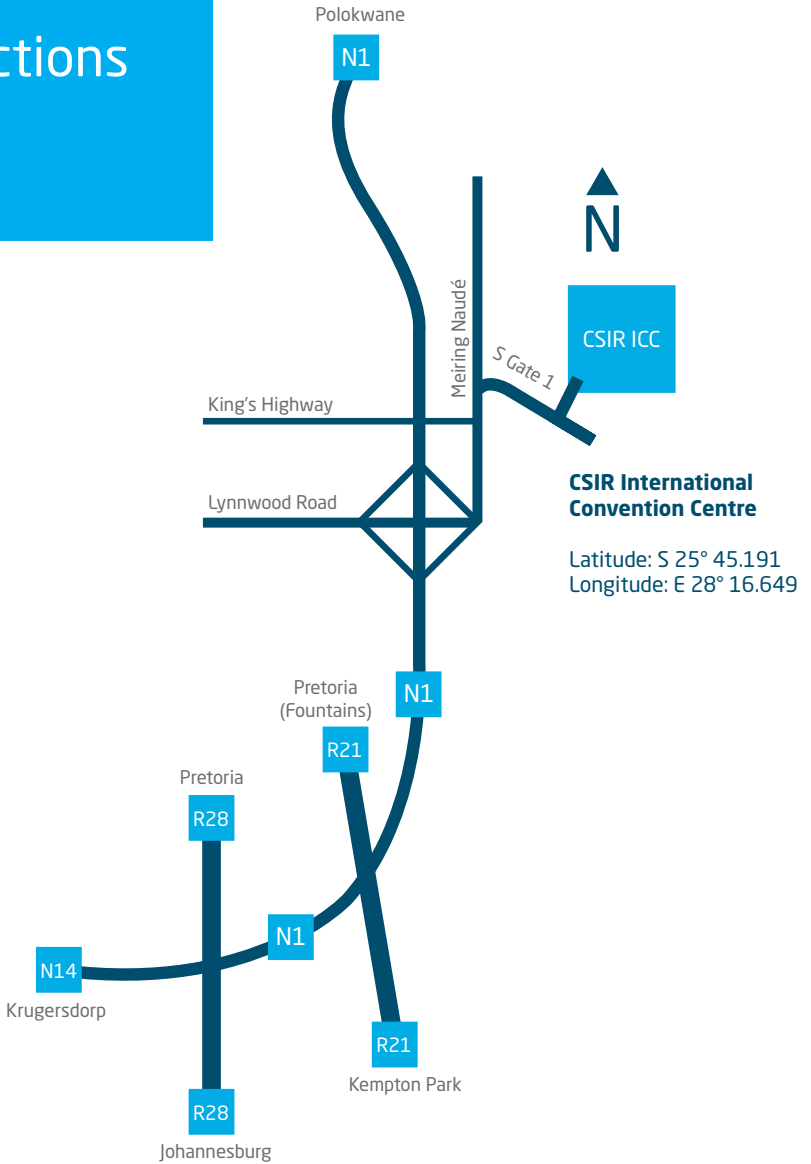 Polokwane
ctions
N1
N
Meiring Naudé
CSIR ICC
S Gate 1
King's Highway
CSIR International
Convention Centre
Lynnwood Road
Latitude: S 25° 45.191
Longitude: E 28° 16.649
N1
Pretoria
(Fountains)
R21
Pretoria
R28
N1
N14
Krugersdorp
R21
Kempton Park
R28
Johannesburg